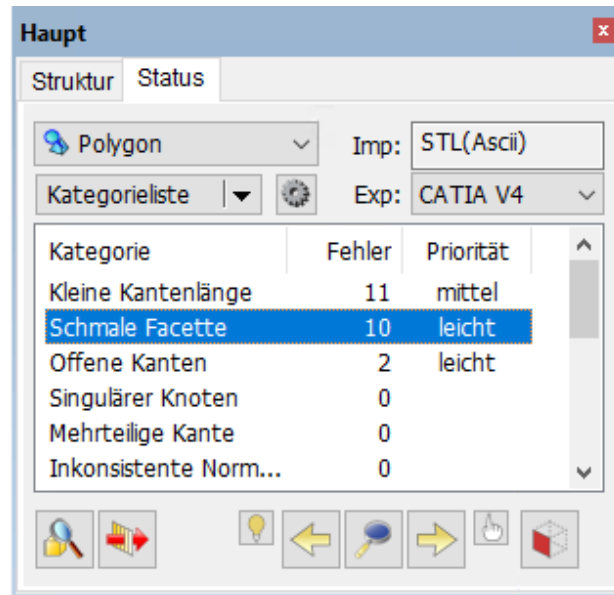 Haupt
Struktur Status
Polygon Imp: STL(Ascii)
Kategorieliste Exp: CATIA V4
Kategorie Fehler Priorität
Kleine Kantenlänge 11 mittel
Schmale Facette 10 leicht
Offene Kanten 2 leicht
Singulärer Knoten 0
Mehrteilige Kante 0
Inkonsistente Norm... 0